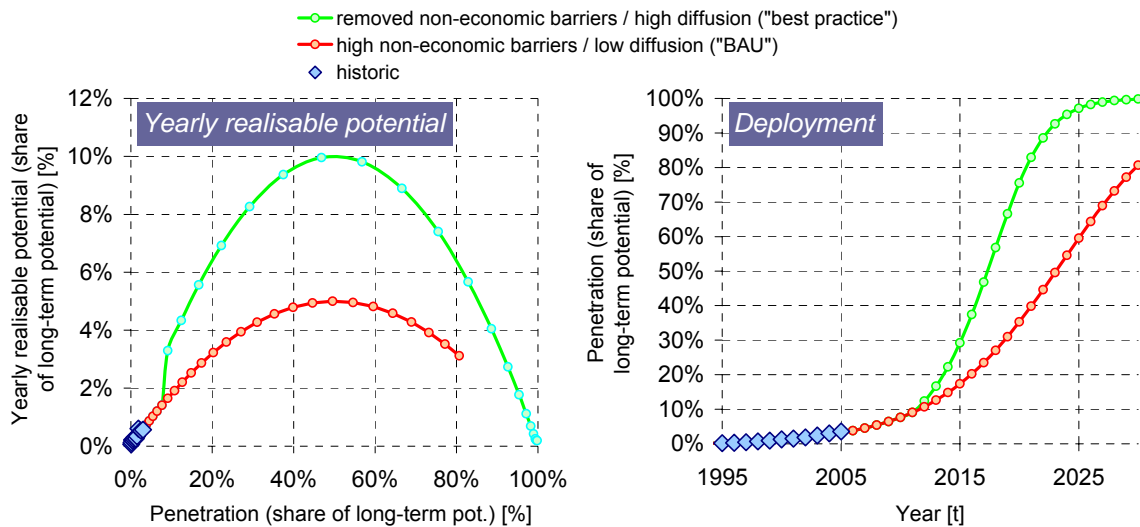 removed non-economic barriers / high diffusion ("best practice")
high non-economic barriers / low diffusion ("BAU")
historic
Yearly realisable potential (share
of long-term potential) [%]
12%
10%
8%
6%
4%
2%
0%
Yearly realisable potential
0% 20% 40% 60% 80% 100%
Penetration (share of long-term pot.) [%]
Penetration (share of
long-term potential) [%]
100%
90%
80%
70%
60%
50%
40%
30%
20%
10%
0%
Deployment
1995 2005 2015 2025
Year [t]